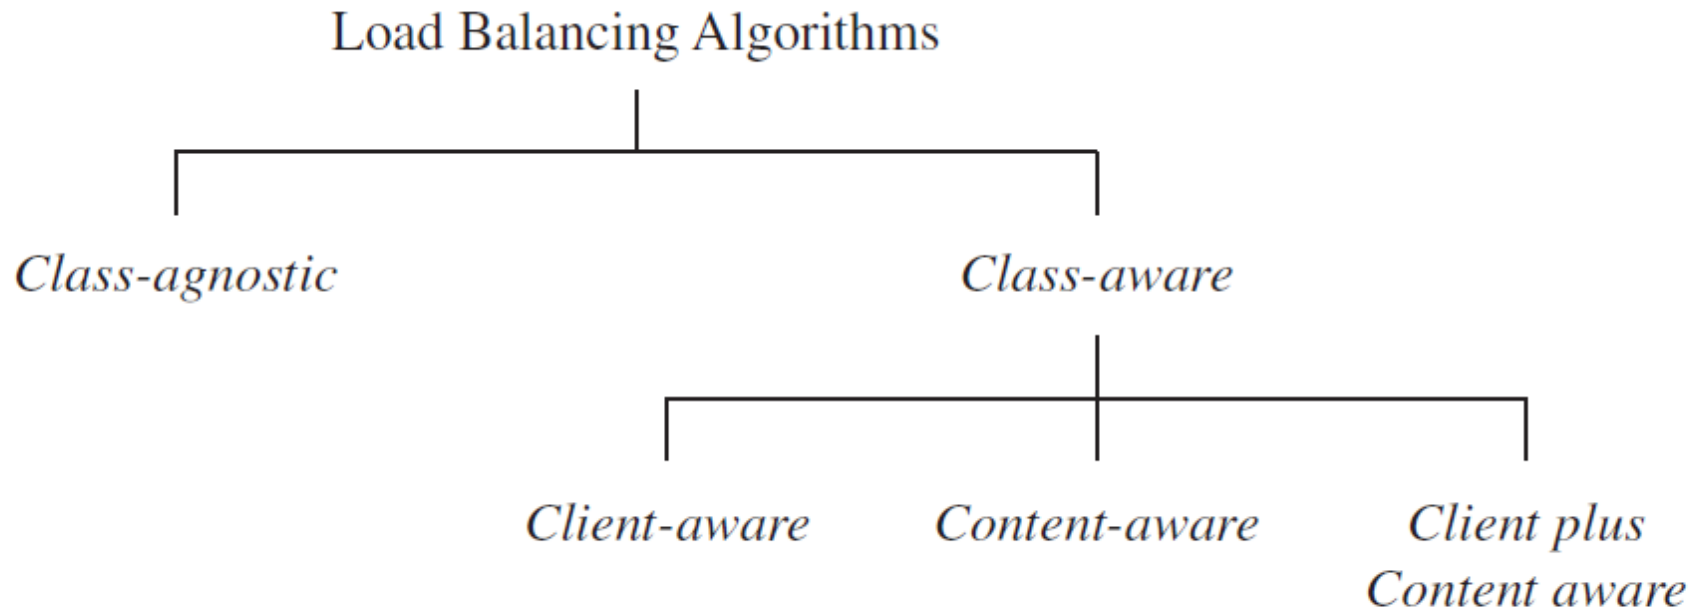 Load Balancing Algorithms
Class-agnostic
Class-aware
Client-aware
Content-aware
Client plus
Content aware